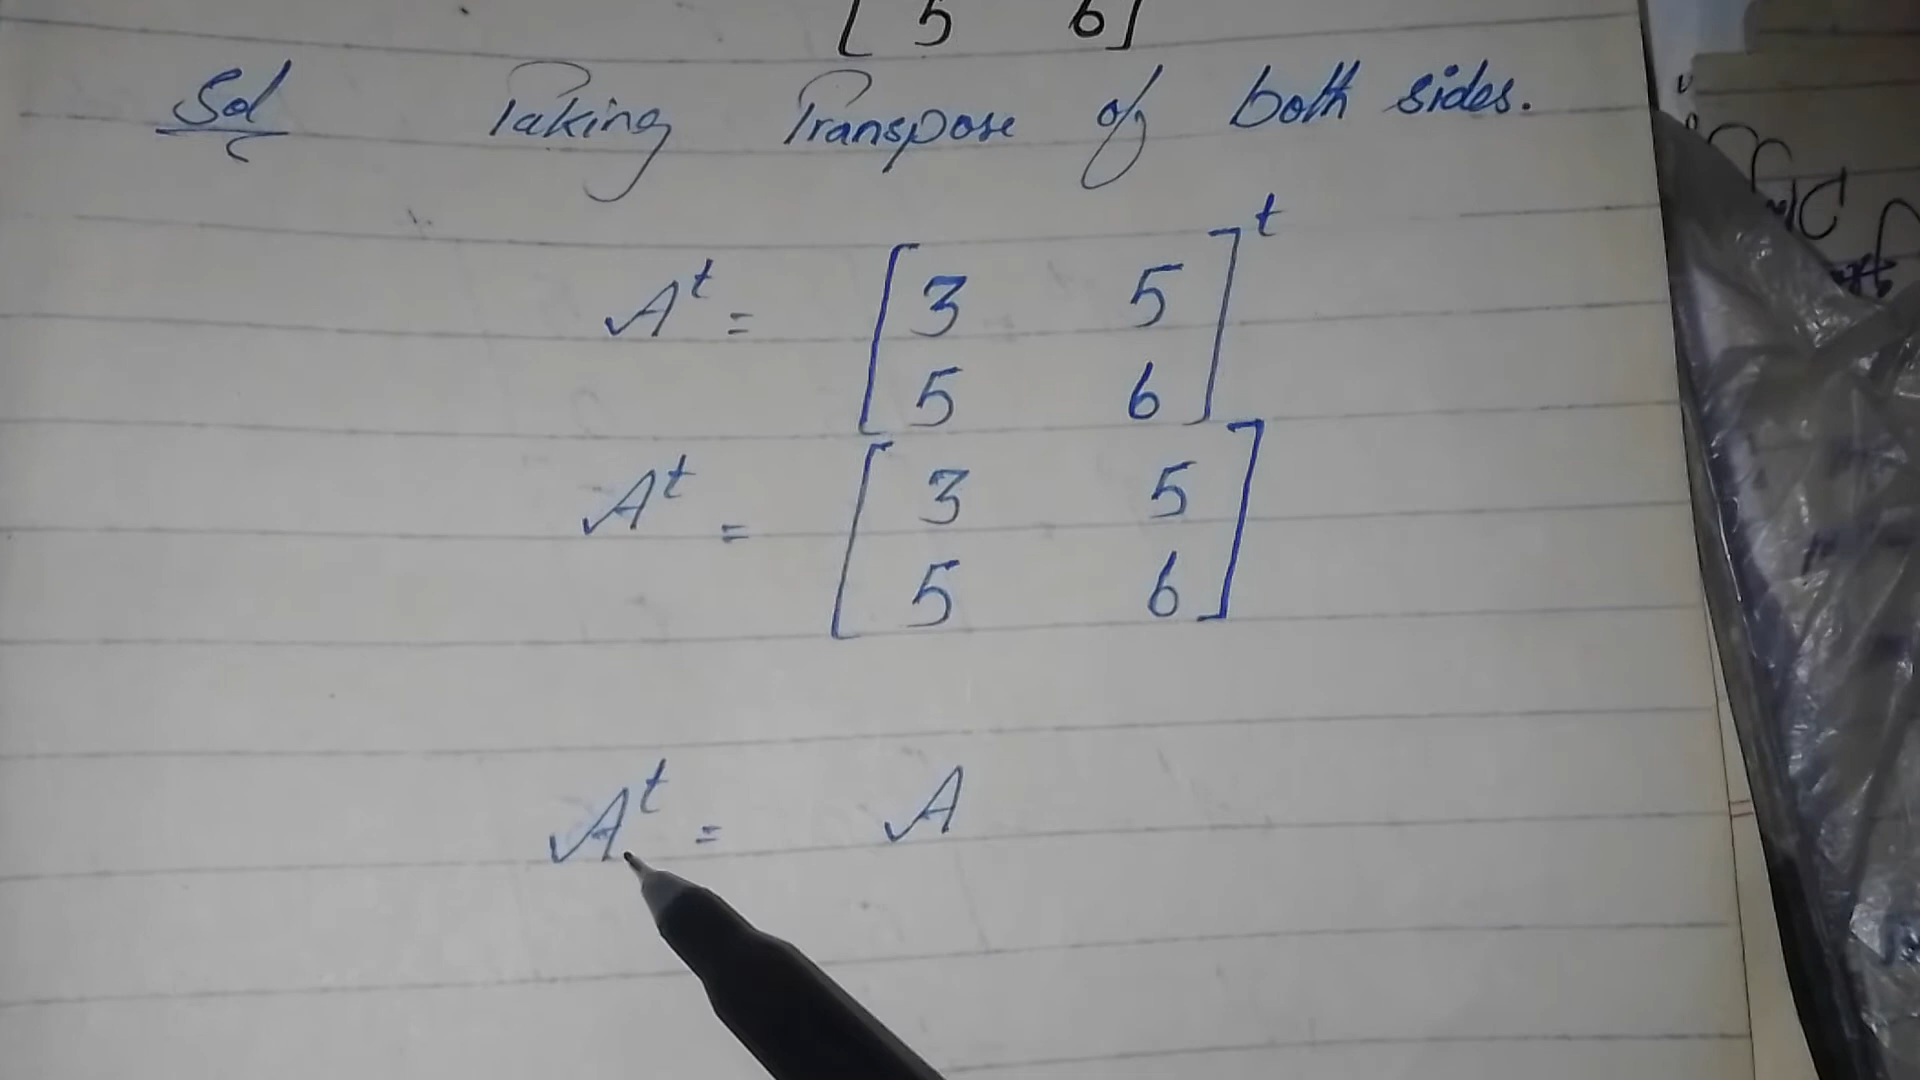 [ 5 6 ]
Sol Taking Transpose of both sides.
Aᵗ = [ 3 5
5 6 ]ᵗ
Aᵗ = [ 3 5
5 6 ]
Aᵗ = A